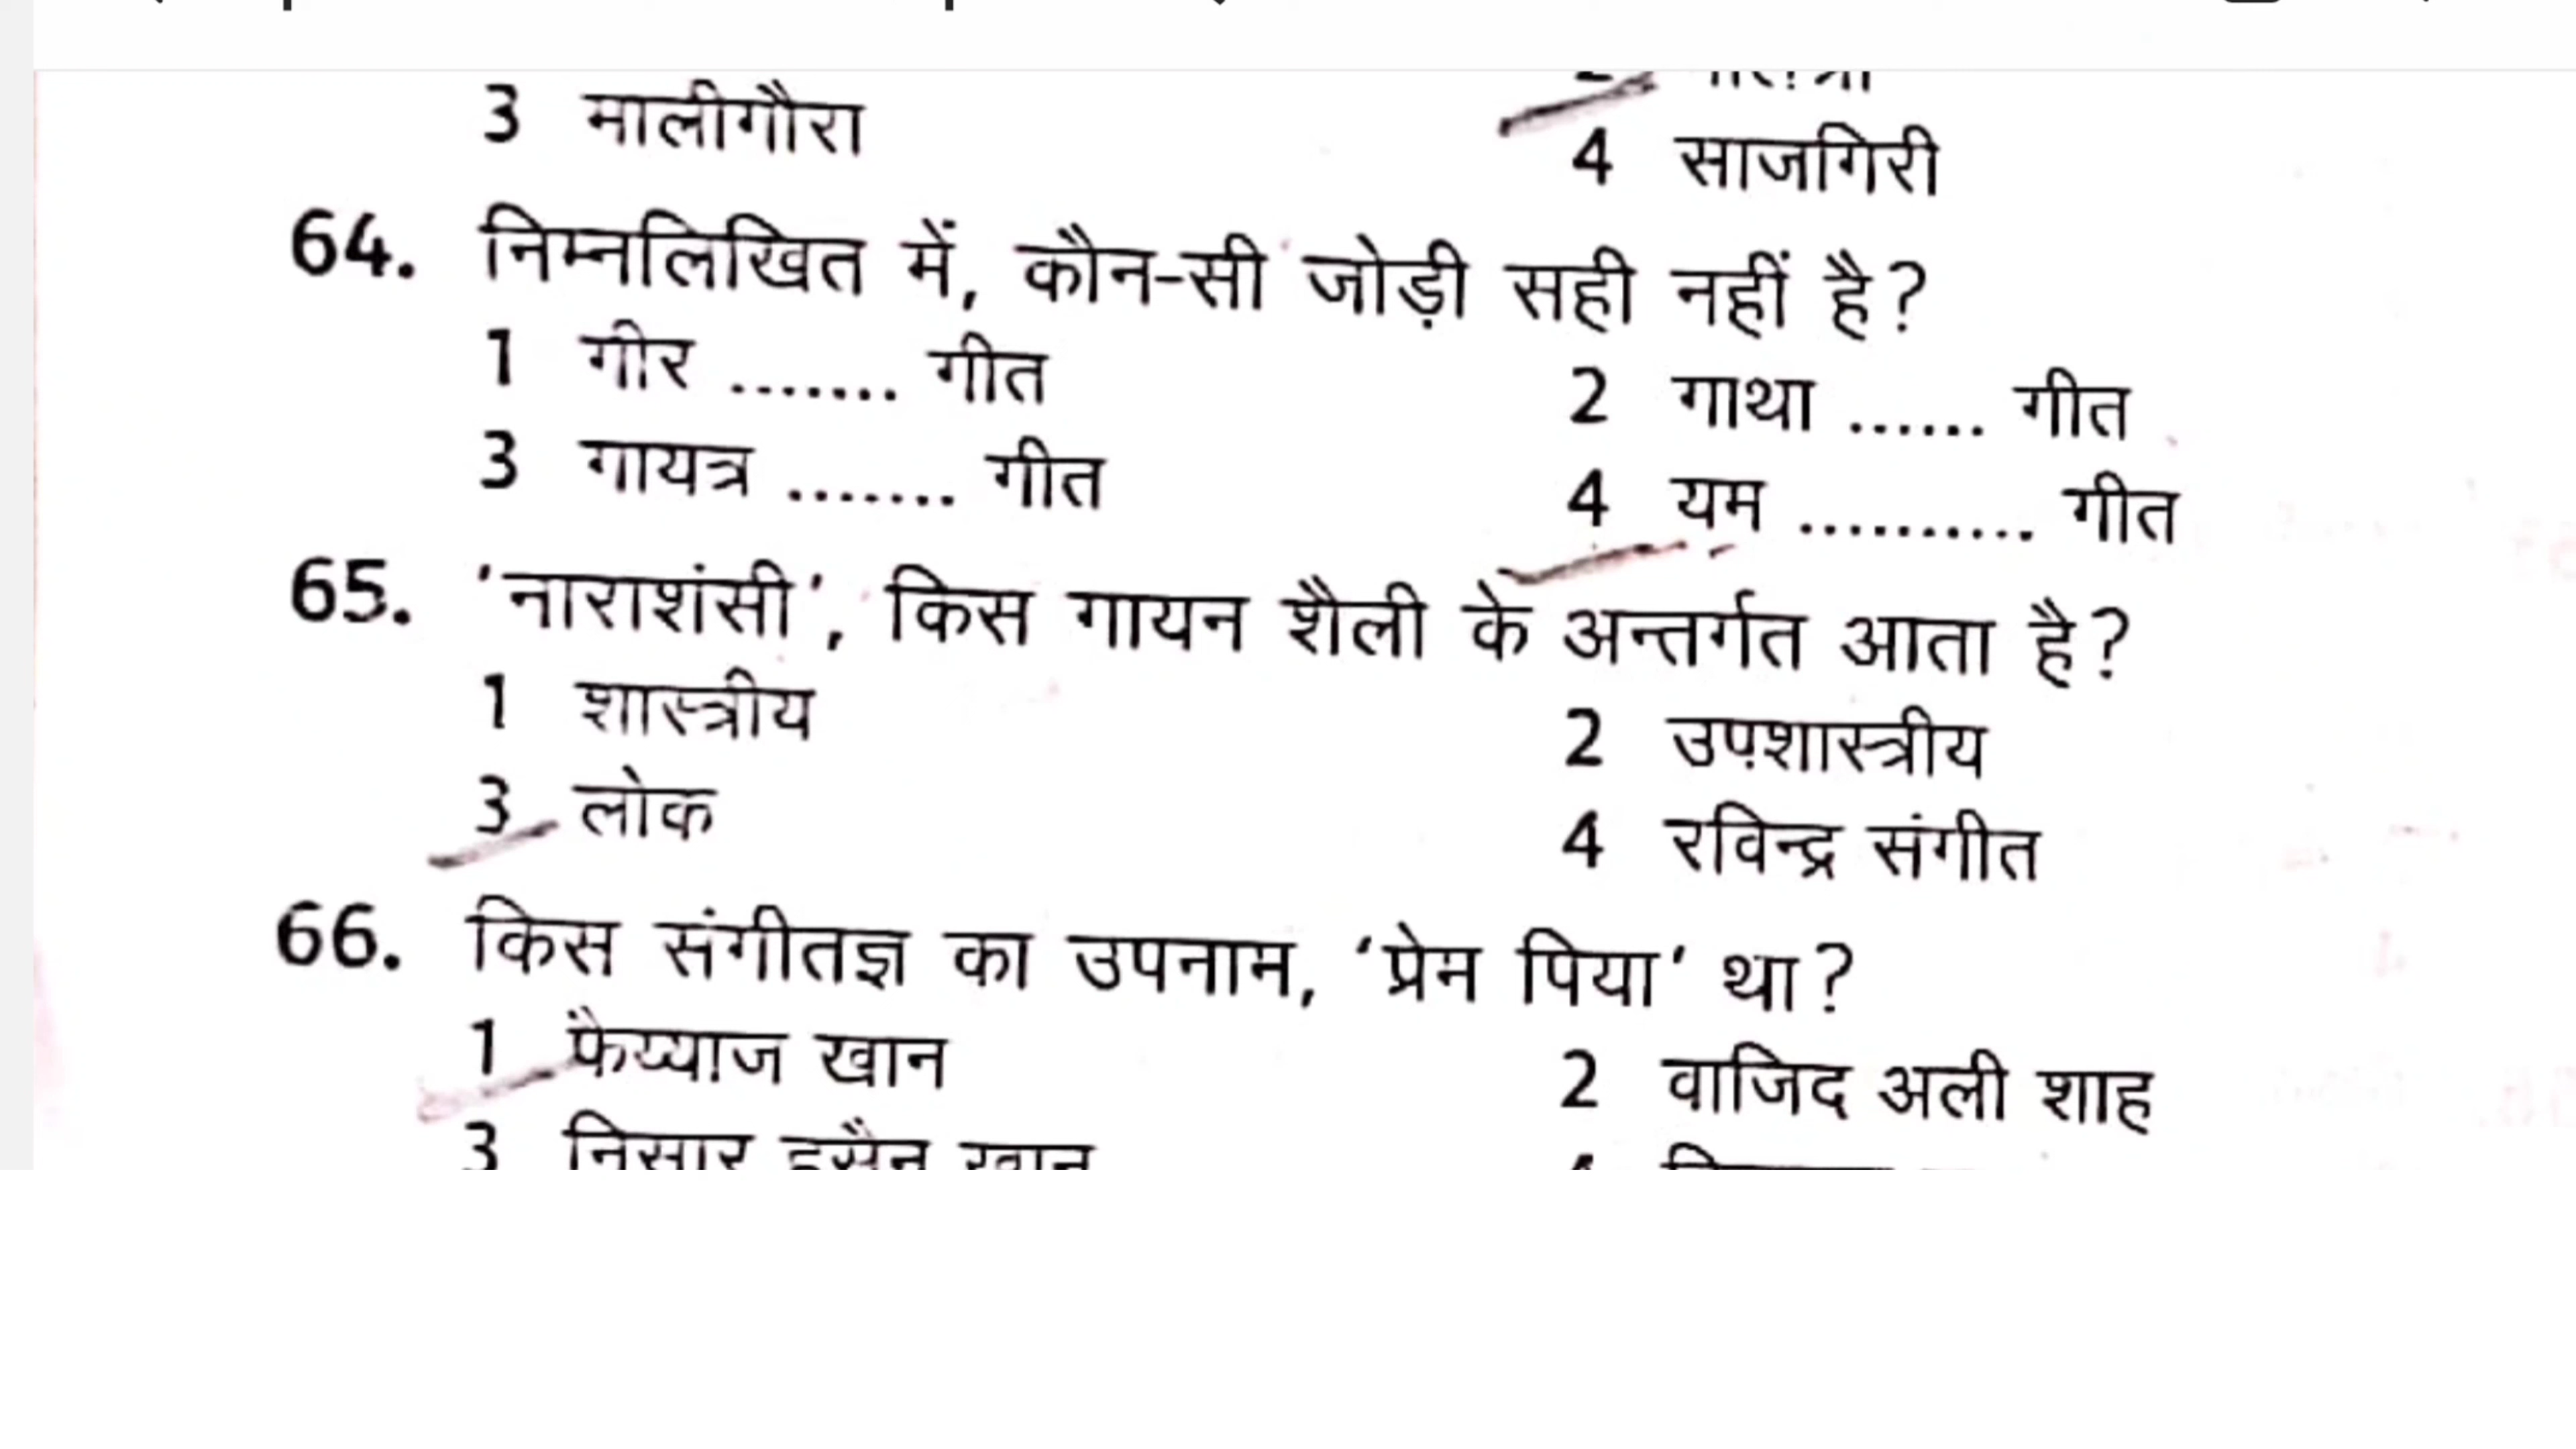 3 मालीगौरा
4 साजगिरी
64. निम्नलिखित में, कौन-सी जोड़ी सही नहीं है?
1 गीर ....... गीत
2 गाथा ...... गीत
3 गायत्र ....... गीत
4 यम .......... गीत
65. 'नाराशंसी', किस गायन शैली के अन्तर्गत आता है?
1 शास्त्रीय
2 उपशास्त्रीय
3 लोक
4 रविन्द्र संगीत
66. किस संगीतज्ञ का उपनाम, 'प्रेम पिया' था?
1 फैय्याज खान
2 वाजिद अली शाह
3 निसार हुसैन खान